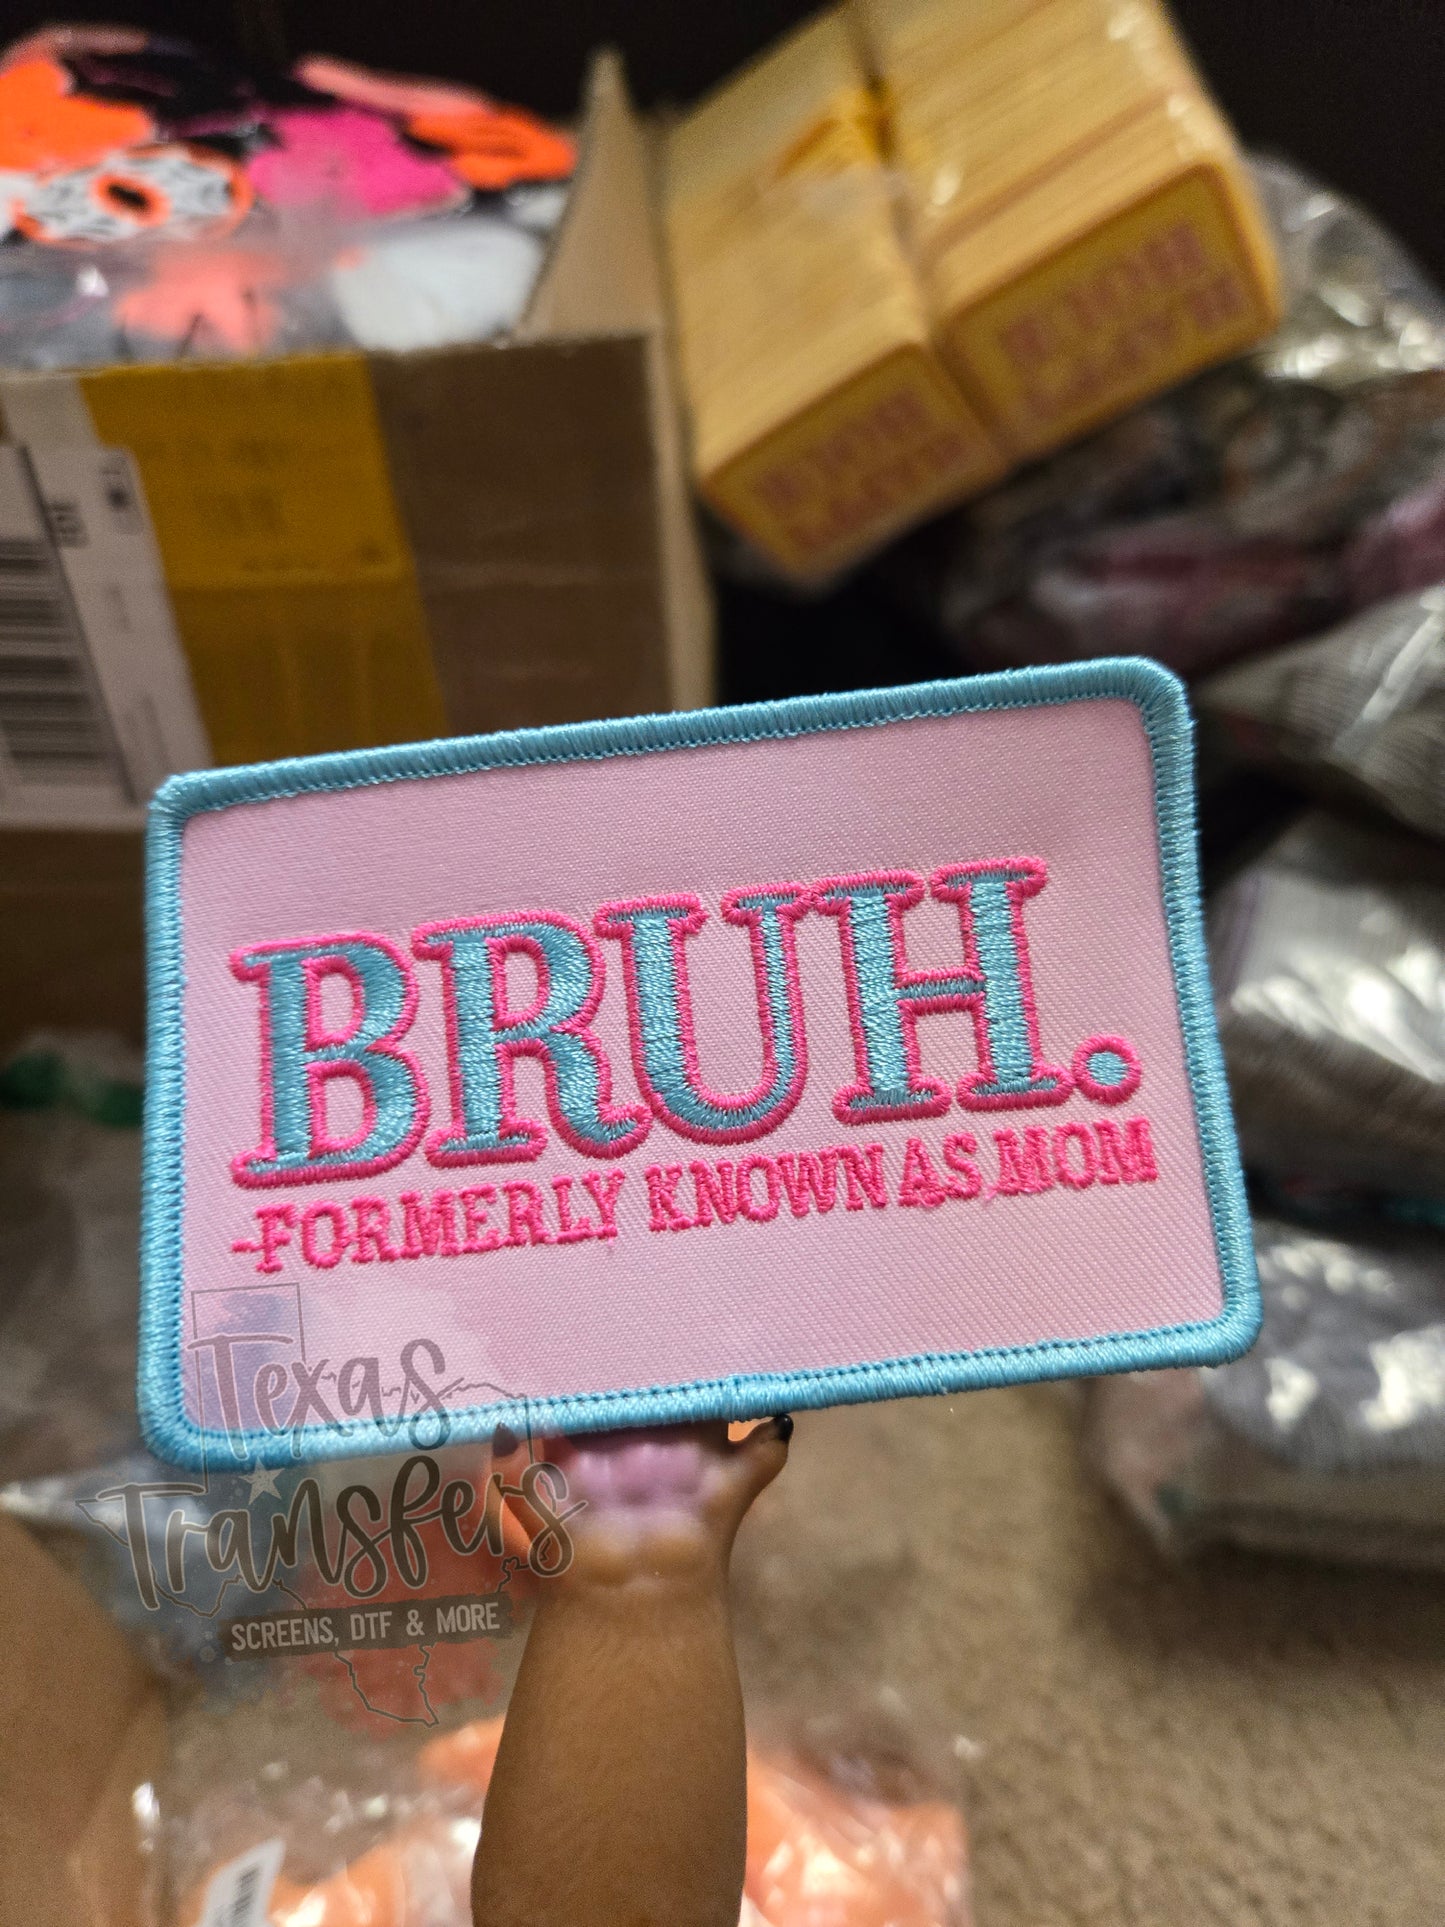 BRUH.
-FORMERLY KNOWN AS MOM
Texas
Transfers
SCREENS, DTF & MORE